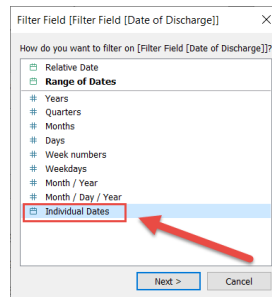 Filter Field [Filter Field [Date of Discharge]]
How do you want to filter on [Filter Field [Date of Discharge]]?
Relative Date
Range of Dates
# Years
# Quarters
# Months
# Days
# Week numbers
# Weekdays
# Month / Year
# Month / Day / Year
Individual Dates
Next > Cancel